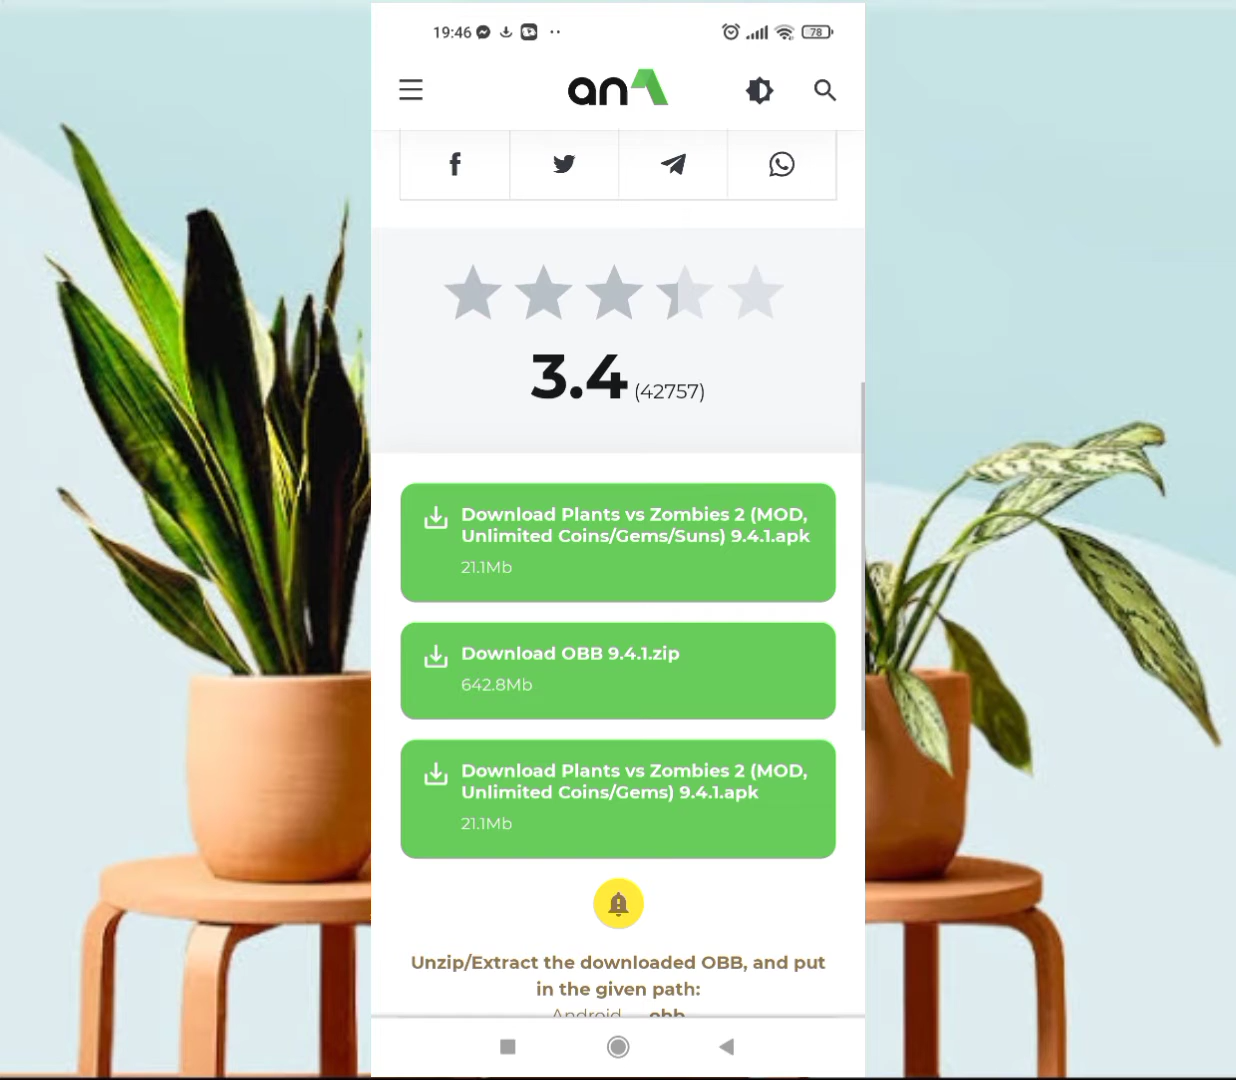 19:46
78
an
3.4 (42757)
Download Plants vs Zombies 2 (MOD,
Unlimited Coins/Gems/Suns) 9.4.1.apk
21.1Mb
Download OBB 9.4.1.zip
642.8Mb
Download Plants vs Zombies 2 (MOD,
Unlimited Coins/Gems) 9.4.1.apk
21.1Mb
Unzip/Extract the downloaded OBB, and put
in the given path:
Android obb